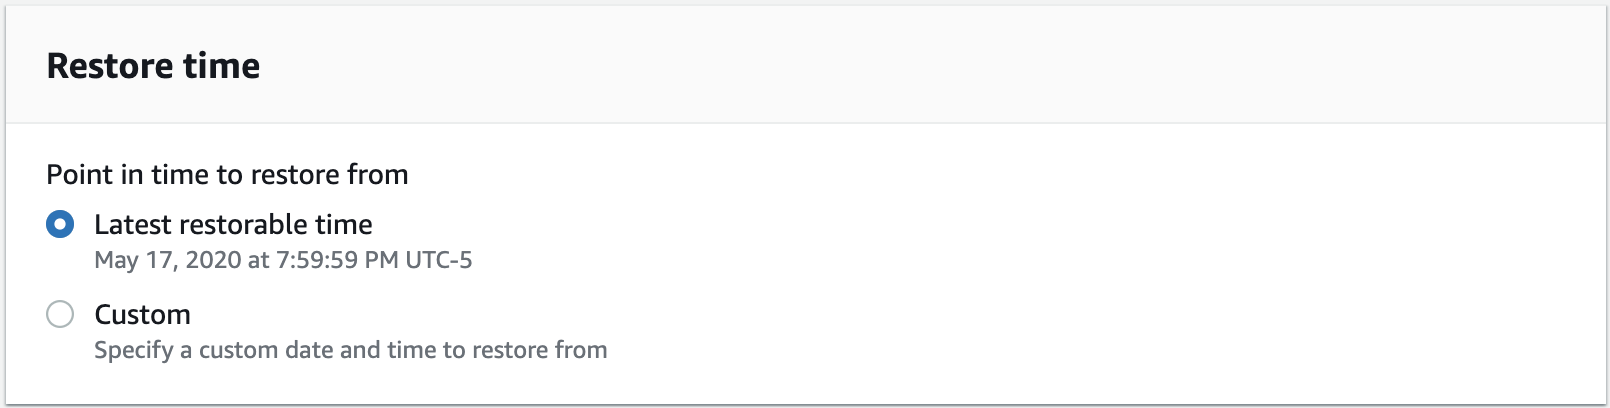 Restore time
Point in time to restore from
Latest restorable time
May 17, 2020 at 7:59:59 PM UTC-5
Custom
Specify a custom date and time to restore from